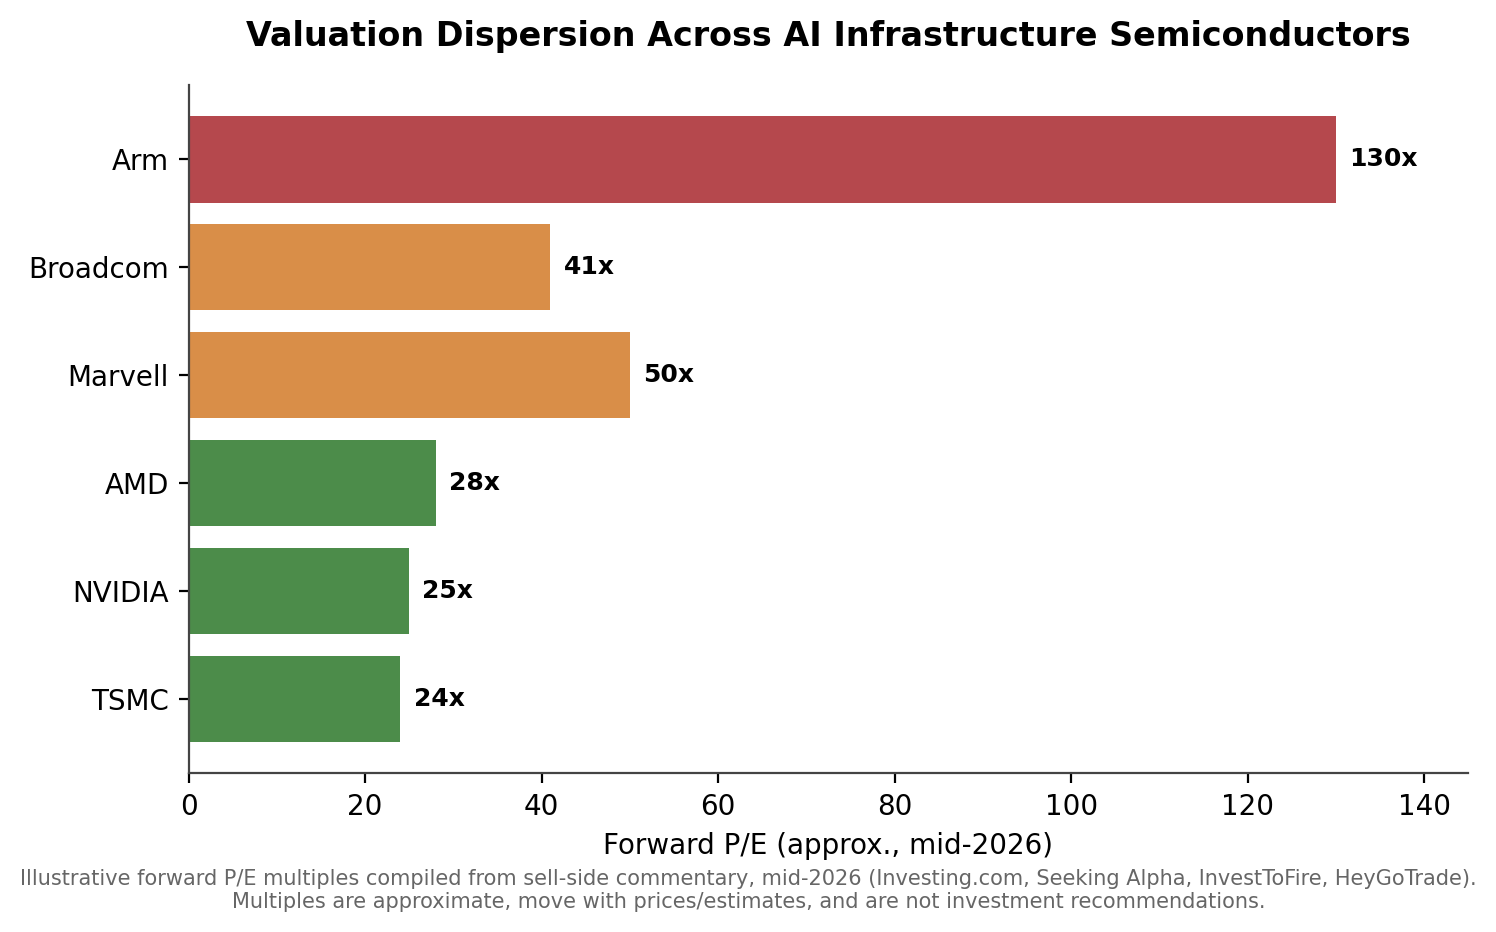 Valuation Dispersion Across AI Infrastructure Semiconductors
Arm
130x
Broadcom
41x
Marvell
50x
AMD
28x
NVIDIA
25x
TSMC
24x
0 20 40 60 80 100 120 140
Forward P/E (approx., mid-2026)
Illustrative forward P/E multiples compiled from sell-side commentary, mid-2026 (Investing.com, Seeking Alpha, InvestToFire, HeyGoTrade).
Multiples are approximate, move with prices/estimates, and are not investment recommendations.